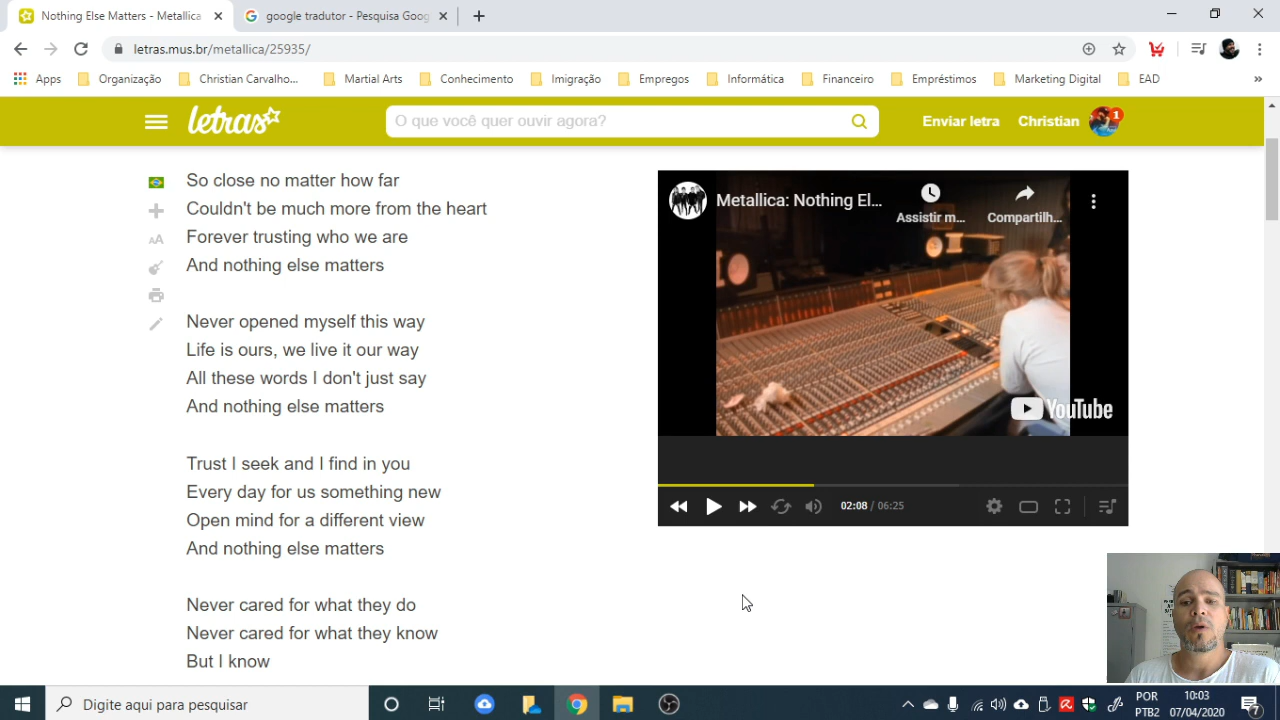 Nothing Else Matters - Metallica
google tradutor - Pesquisa Goog
letras.mus.br/metallica/25935/
Apps
Organização
Christian Carvalho...
Martial Arts
Conhecimento
Imigração
Empregos
Informática
Financeiro
Empréstimos
Marketing Digital
EAD
»
letras
O que você quer ouvir agora?
Enviar letra
Christian
1
So close no matter how far
Couldn't be much more from the heart
Forever trusting who we are
And nothing else matters
Never opened myself this way
Life is ours, we live it our way
All these words I don't just say
And nothing else matters
Trust I seek and I find in you
Every day for us something new
Open mind for a different view
And nothing else matters
Never cared for what they do
Never cared for what they know
But I know
AA
Metallica: Nothing El...
Assistir m...
Compartilh...
YouTube
02:08 / 06:25
Digite aqui para pesquisar
POR
PTB2
10:03
07/04/2020
7